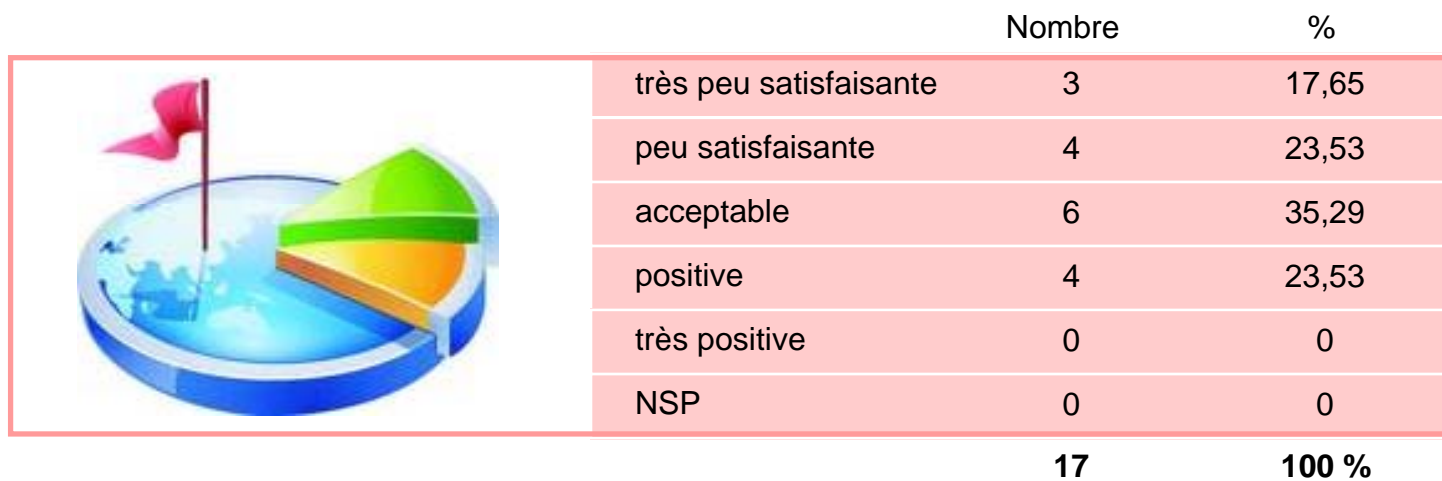 Nombre %
très peu satisfaisante 3 17,65
peu satisfaisante 4 23,53
acceptable 6 35,29
positive 4 23,53
très positive 0 0
NSP 0 0
17 100 %